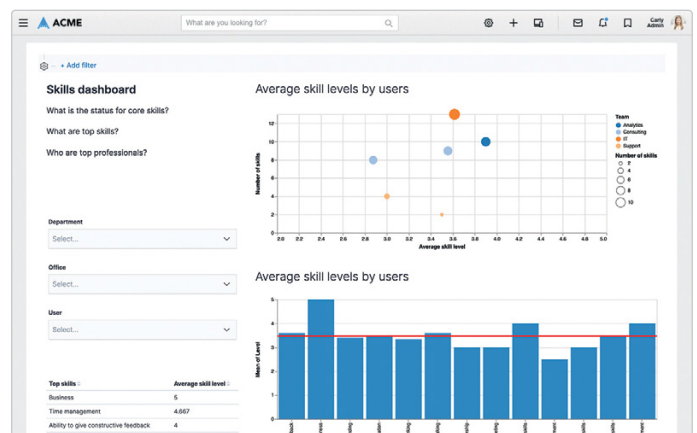 ACME
What are you looking for?
Carly
Admin
+ Add filter
Skills dashboard
What is the status for core skills?
What are top skills?
Who are top professionals?
Department
Select...
Office
Select...
User
Select...
Top skills
Average skill level
Business
5
Time management
4.667
Ability to give constructive feedback
4
Average skill levels by users
Number of skills
12
10
8
6
4
2
0
2.0 2.2 2.4 2.6 2.8 3.0 3.2 3.4 3.6 3.8 4.0 4.2 4.4 4.6 4.8 5.0
Average skill level
Team
Analytics
Consulting
IT
Support
Number of skills
2
4
6
8
10
Average skill levels by users
Mean of Level
5
4
3
2
1
0